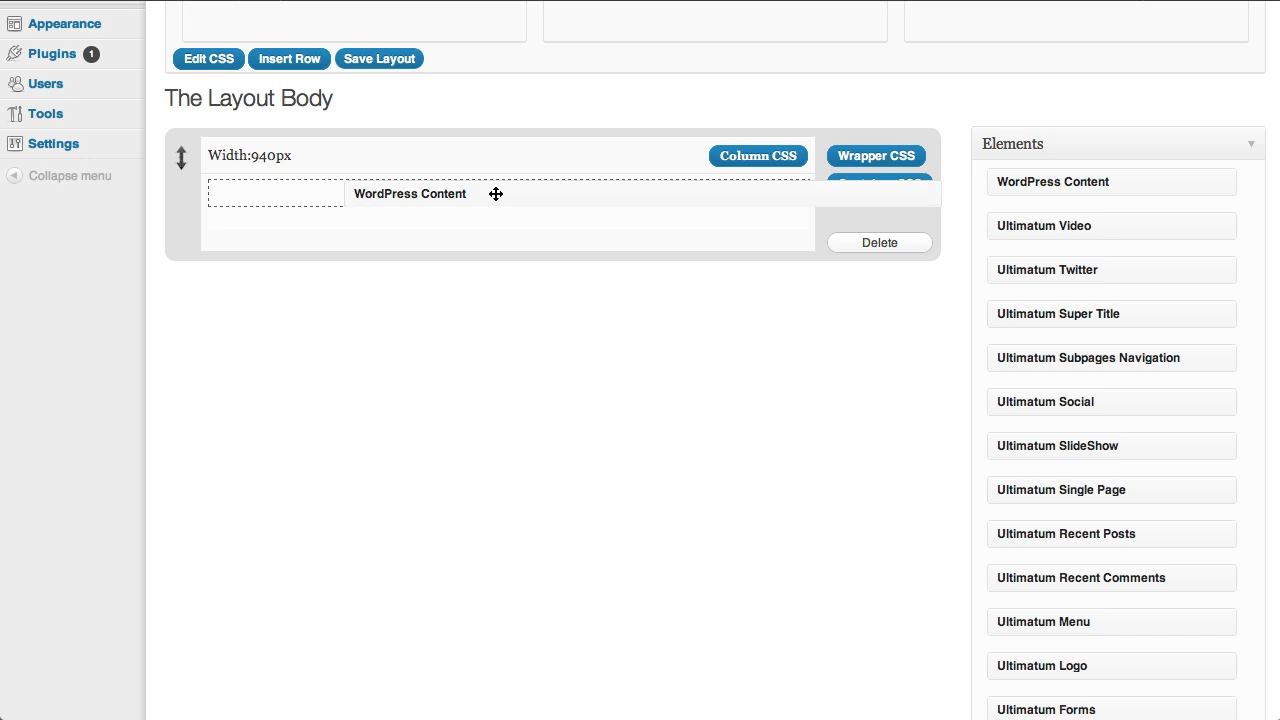 Appearance
Plugins 1
Users
Tools
Settings
Collapse menu
Edit CSS
Insert Row
Save Layout
The Layout Body
Width:940px
Column CSS
Wrapper CSS
WordPress Content
Delete
Elements
WordPress Content
Ultimatum Video
Ultimatum Twitter
Ultimatum Super Title
Ultimatum Subpages Navigation
Ultimatum Social
Ultimatum SlideShow
Ultimatum Single Page
Ultimatum Recent Posts
Ultimatum Recent Comments
Ultimatum Menu
Ultimatum Logo
Ultimatum Forms